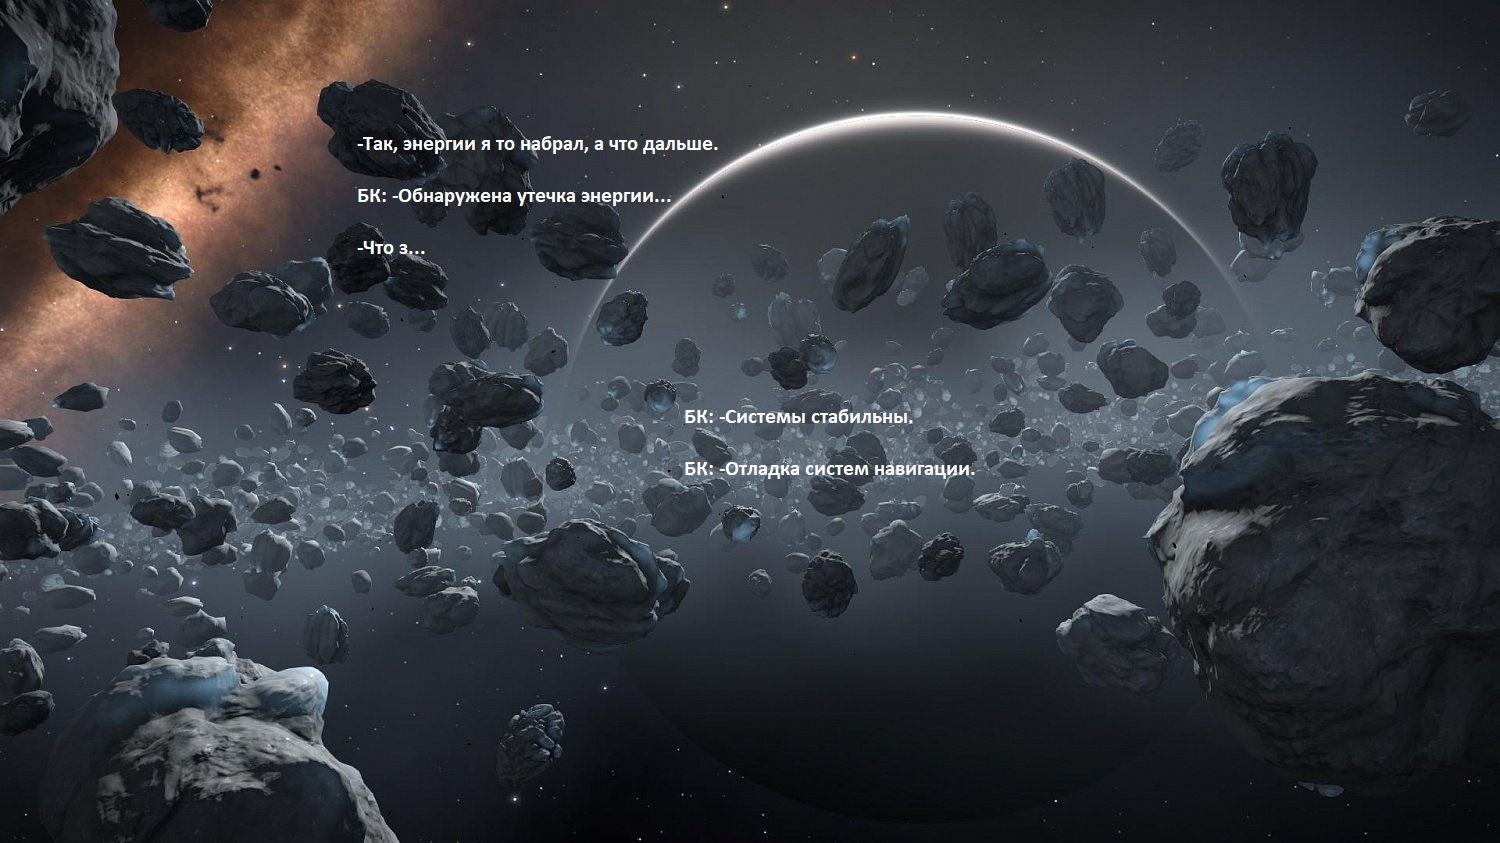 -Так, энергии я то набрал, а что дальше.
БК: -Обнаружена утечка энергии...
-Что з...
БК: -Системы стабильны.
БК: -Отладка систем навигации.